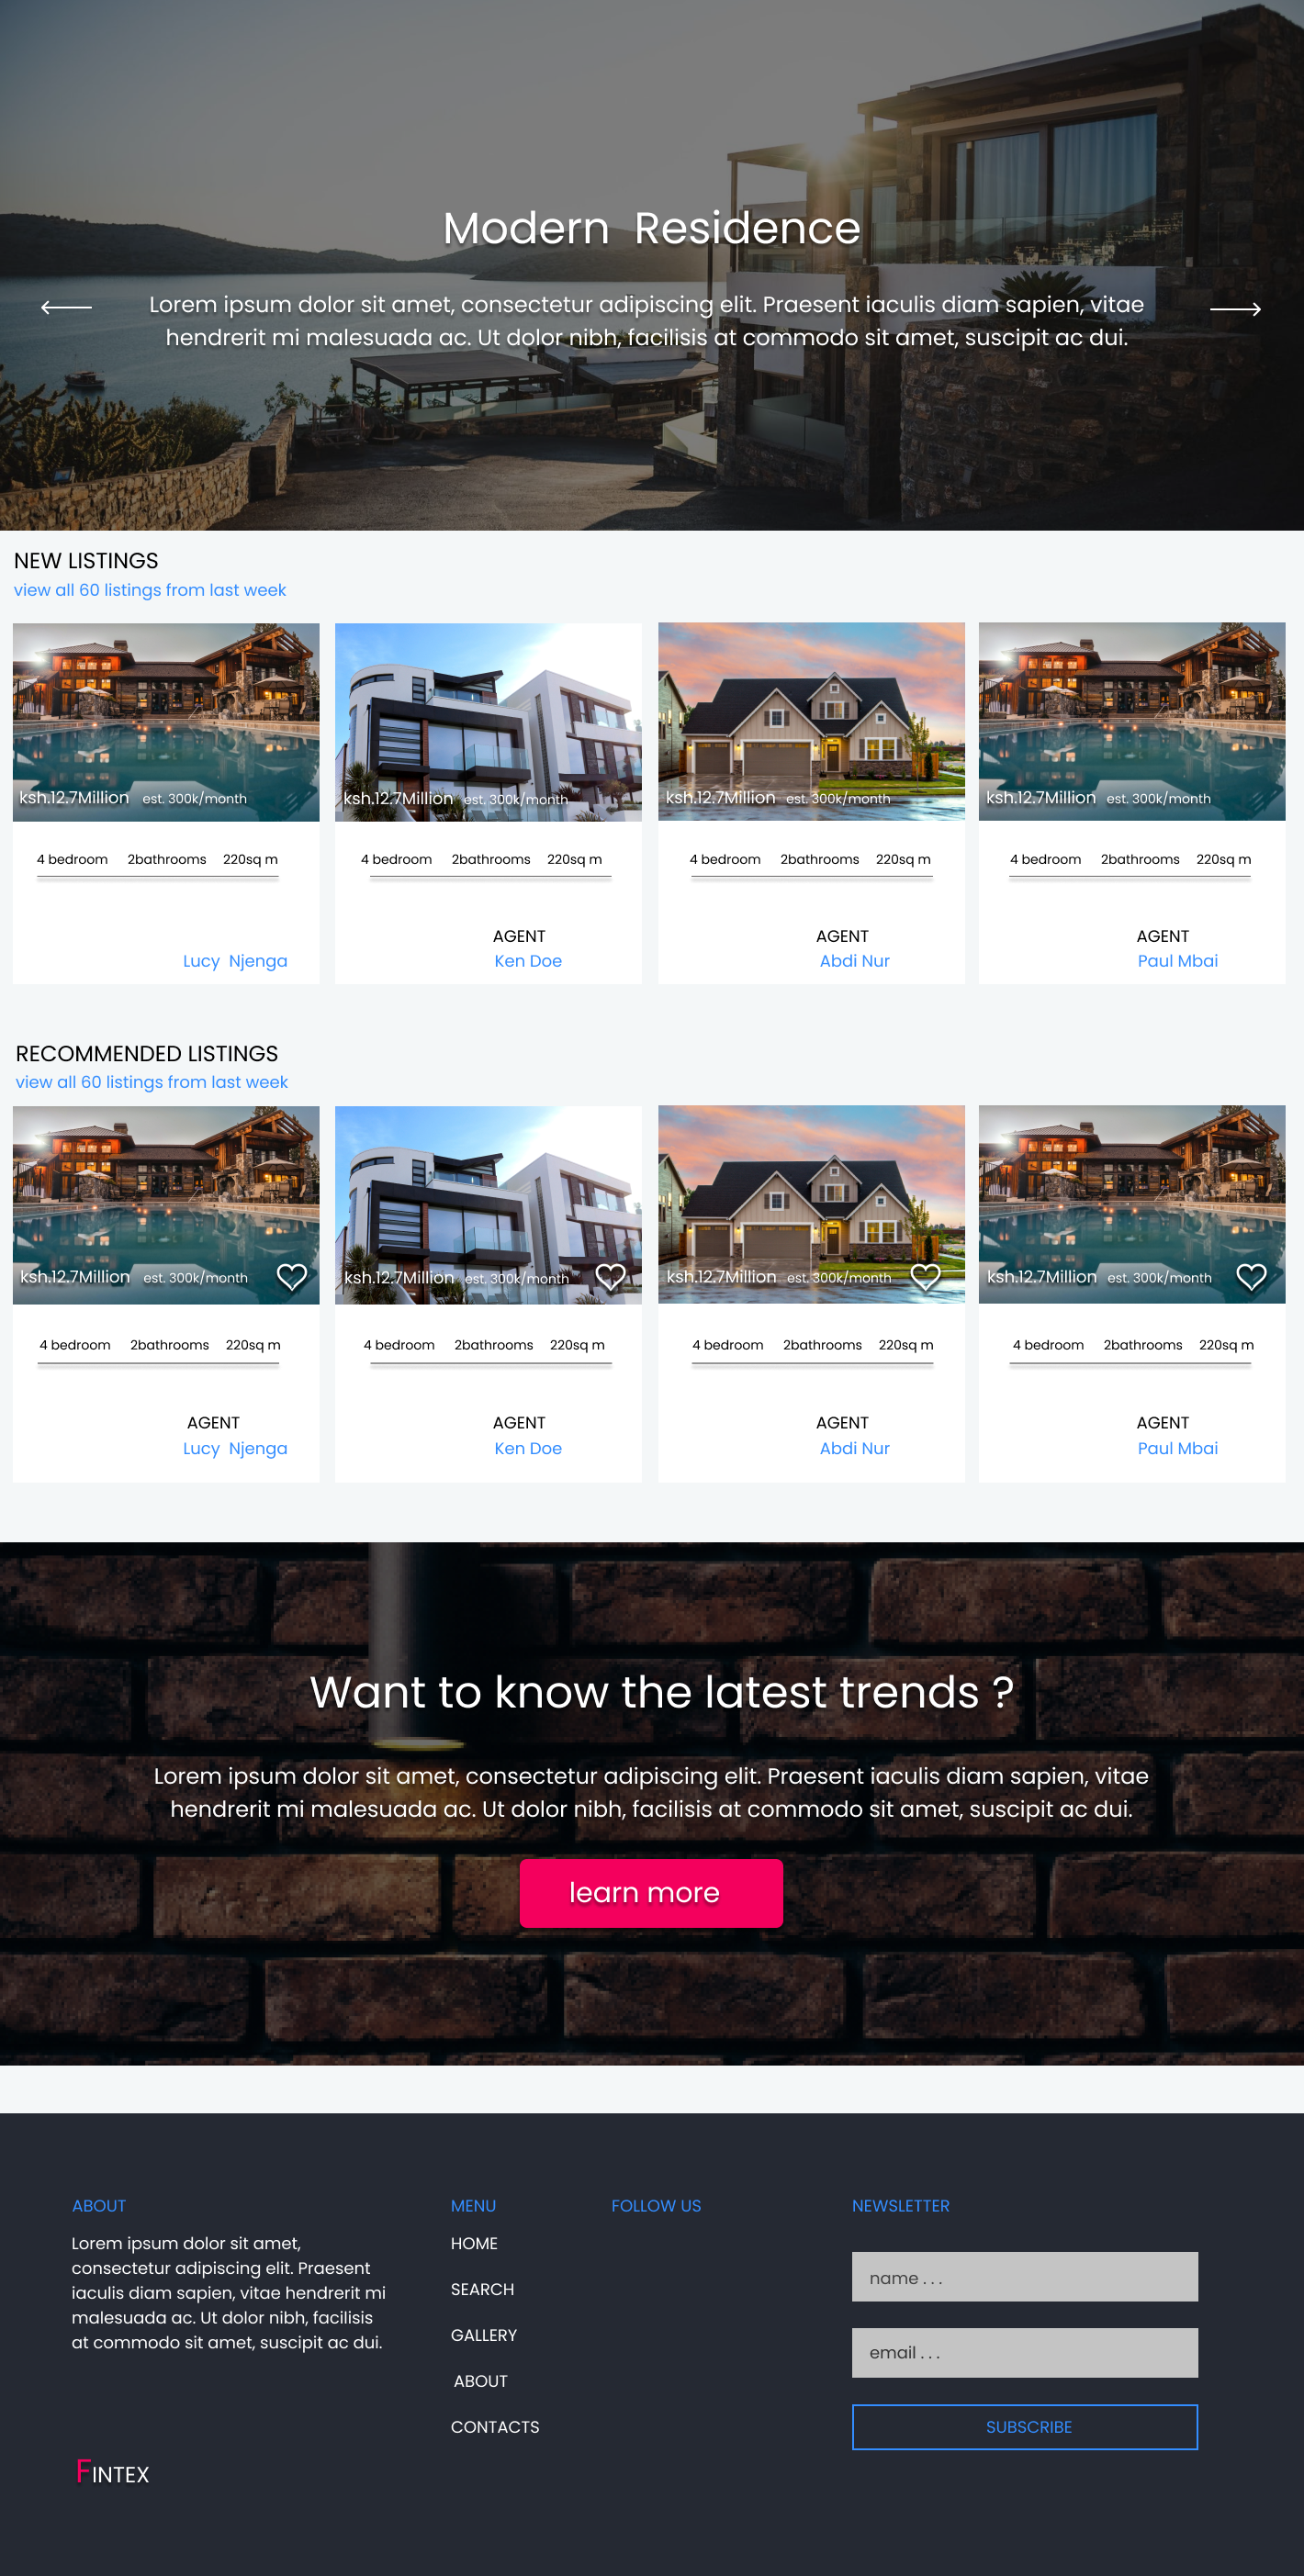 Modern  Residence
Lorem ipsum dolor sit amet, consectetur adipiscing elit. Praesent iaculis diam sapien, vitae
hendrerit mi malesuada ac. Ut dolor nibh, facilisis at commodo sit amet, suscipit ac dui.
NEW LISTINGS
view all 60 listings from last week
ksh.12.7Million est. 300k/month
4 bedroom 2bathrooms 220sq m
Lucy  Njenga
ksh.12.7Million est. 300k/month
4 bedroom 2bathrooms 220sq m
AGENT
Ken Doe
ksh.12.7Million est. 300k/month
4 bedroom 2bathrooms 220sq m
AGENT
Abdi Nur
ksh.12.7Million est. 300k/month
4 bedroom 2bathrooms 220sq m
AGENT
Paul Mbai
RECOMMENDED LISTINGS
view all 60 listings from last week
ksh.12.7Million est. 300k/month
4 bedroom 2bathrooms 220sq m
AGENT
Lucy  Njenga
ksh.12.7Million est. 300k/month
4 bedroom 2bathrooms 220sq m
AGENT
Ken Doe
ksh.12.7Million est. 300k/month
4 bedroom 2bathrooms 220sq m
AGENT
Abdi Nur
ksh.12.7Million est. 300k/month
4 bedroom 2bathrooms 220sq m
AGENT
Paul Mbai
Want to know the latest trends ?
Lorem ipsum dolor sit amet, consectetur adipiscing elit. Praesent iaculis diam sapien, vitae
hendrerit mi malesuada ac. Ut dolor nibh, facilisis at commodo sit amet, suscipit ac dui.
learn more
ABOUT
Lorem ipsum dolor sit amet,
consectetur adipiscing elit. Praesent
iaculis diam sapien, vitae hendrerit mi
malesuada ac. Ut dolor nibh, facilisis
at commodo sit amet, suscipit ac dui.
FINTEX
MENU
HOME
SEARCH
GALLERY
ABOUT
CONTACTS
FOLLOW US
NEWSLETTER
name . . .
email . . .
SUBSCRIBE